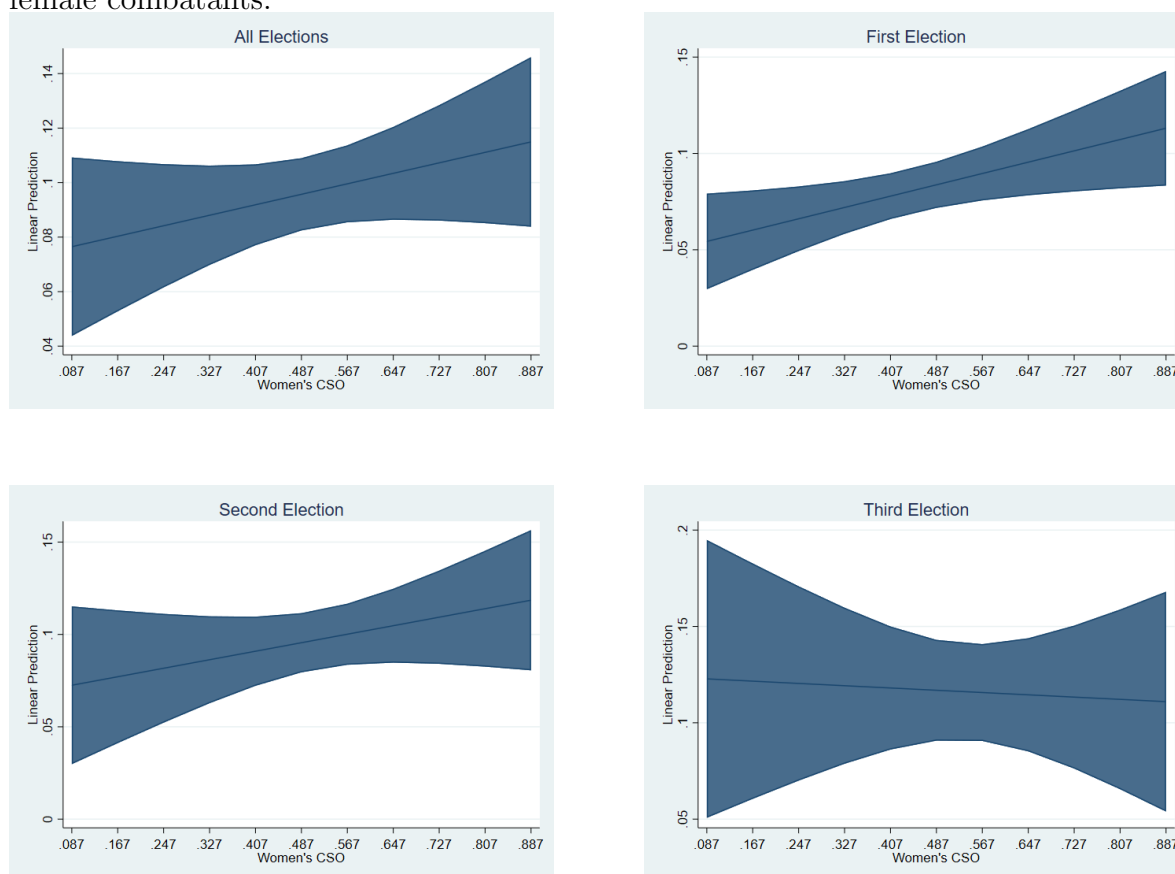 female combatants.
All Elections
Linear Prediction
.04 .06 .08 .1 .12 .14
.087 .167 .247 .327 .407 .487 .567 .647 .727 .807 .887
Women's CSO
First Election
Linear Prediction
0 .05 .1 .15
.087 .167 .247 .327 .407 .487 .567 .647 .727 .807 .887
Women's CSO
Second Election
Linear Prediction
0 .05 .1 .15
.087 .167 .247 .327 .407 .487 .567 .647 .727 .807 .887
Women's CSO
Third Election
Linear Prediction
.05 .1 .15 .2
.087 .167 .247 .327 .407 .487 .567 .647 .727 .807 .887
Women's CSO